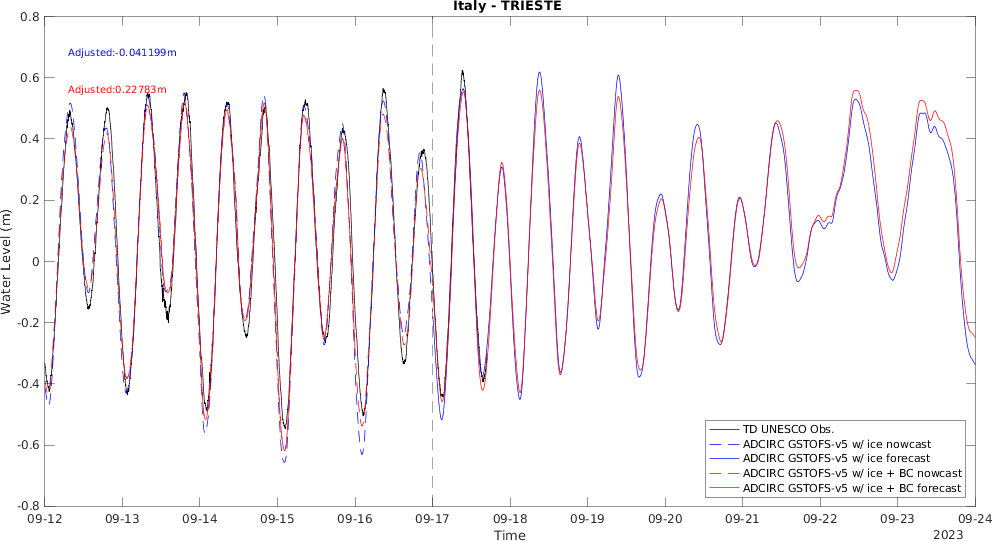 Italy - TRIESTE
0.8
0.6
0.4
0.2
0
-0.2
-0.4
-0.6
-0.8
Water Level (m)
Adjusted:-0.041199m
Adjusted:0.22783m
TD UNESCO Obs.
ADCIRC GSTOFS-v5 w/ ice nowcast
ADCIRC GSTOFS-v5 w/ ice forecast
ADCIRC GSTOFS-v5 w/ ice + BC nowcast
ADCIRC GSTOFS-v5 w/ ice + BC forecast
09-12 09-13 09-14 09-15 09-16 09-17 09-18 09-19 09-20 09-21 09-22 09-23 09-24
Time
2023